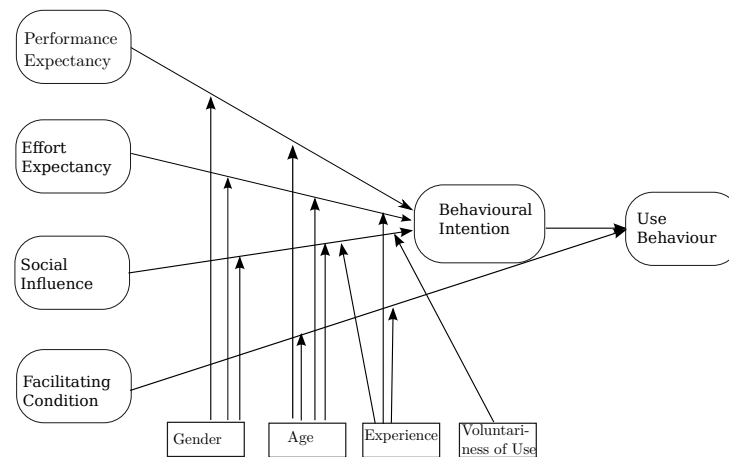 Performance
Expectancy
Effort
Expectancy
Social
Influence
Facilitating
Condition
Behavioural
Intention
Use
Behaviour
Gender
Age
Experience
Voluntari-
ness of Use